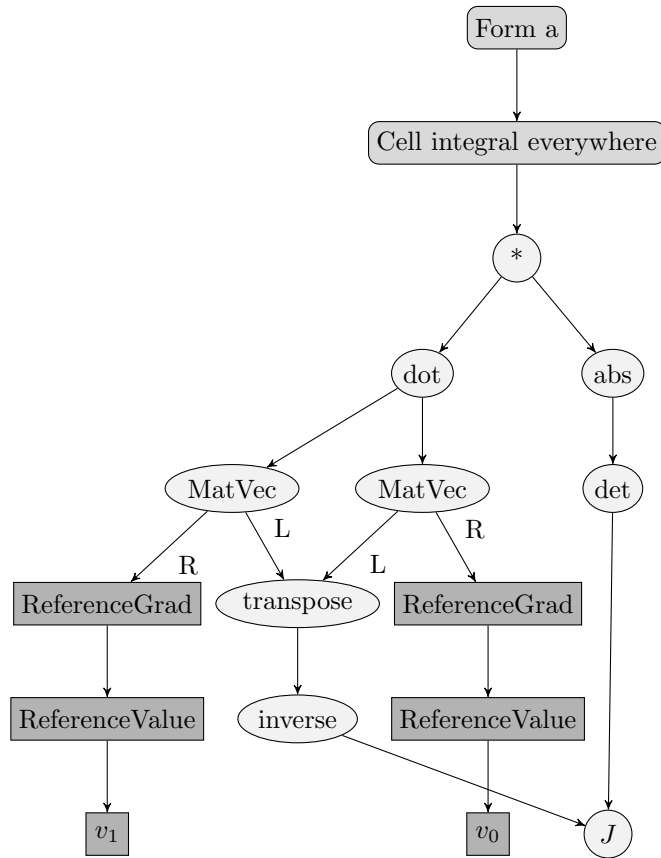 Form a
Cell integral everywhere
*
dot
abs
MatVec
MatVec
det
L
R
R
L
ReferenceGrad
transpose
ReferenceGrad
ReferenceValue
inverse
ReferenceValue
v₁
v₀
J